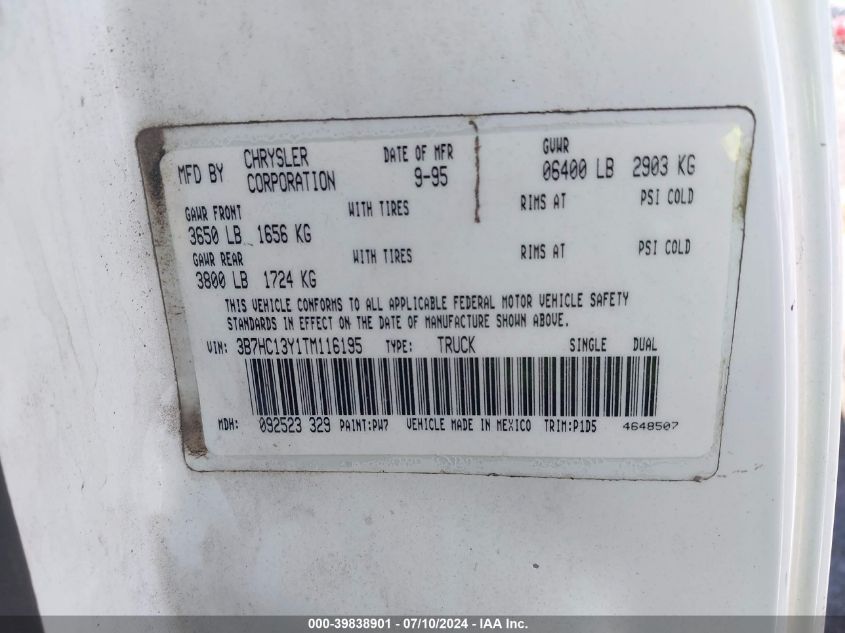 MFD BY CHRYSLER CORPORATION DATE OF MFR 9-95 GVWR 06400 LB 2903 KG
GAWR FRONT WITH TIRES RIMS AT PSI COLD
3650 LB 1656 KG
GAWR REAR WITH TIRES RIMS AT PSI COLD
3800 LB 1724 KG
THIS VEHICLE CONFORMS TO ALL APPLICABLE FEDERAL MOTOR VEHICLE SAFETY
STANDARDS IN EFFECT ON THE DATE OF MANUFACTURE SHOWN ABOVE.
VIN: 3B7HC13Y1TM116195 TYPE: TRUCK SINGLE DUAL
MDH: 092523 329 PAINT:PW7 VEHICLE MADE IN MEXICO TRIM:P1D5 4648507
000-39838901 - 07/10/2024 - IAA Inc.